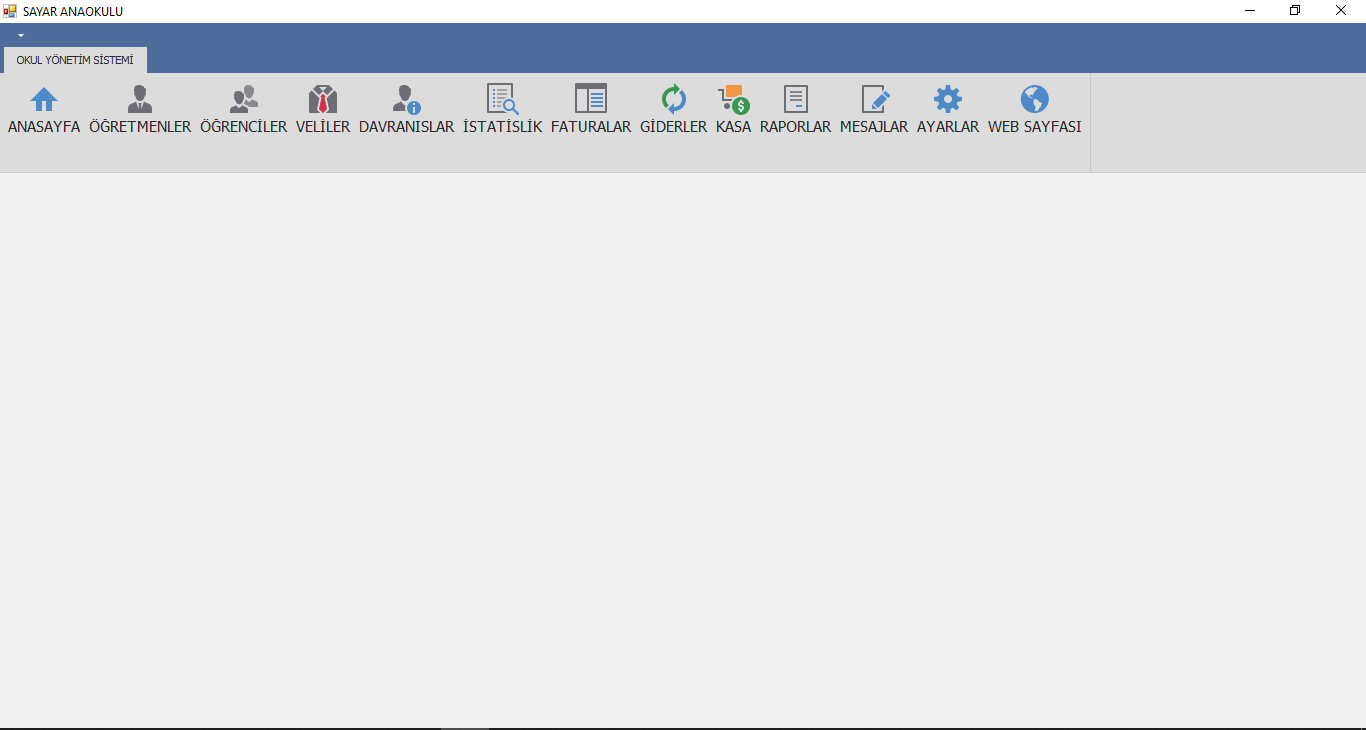 SAYAR ANAOKULU
OKUL YÖNETİM SİSTEMİ
ANASAYFA ÖĞRETMENLER ÖĞRENCİLER VELİLER DAVRANISLAR İSTATİSLİK FATURALAR GİDERLER KASA RAPORLAR MESAJLAR AYARLAR WEB SAYFASI